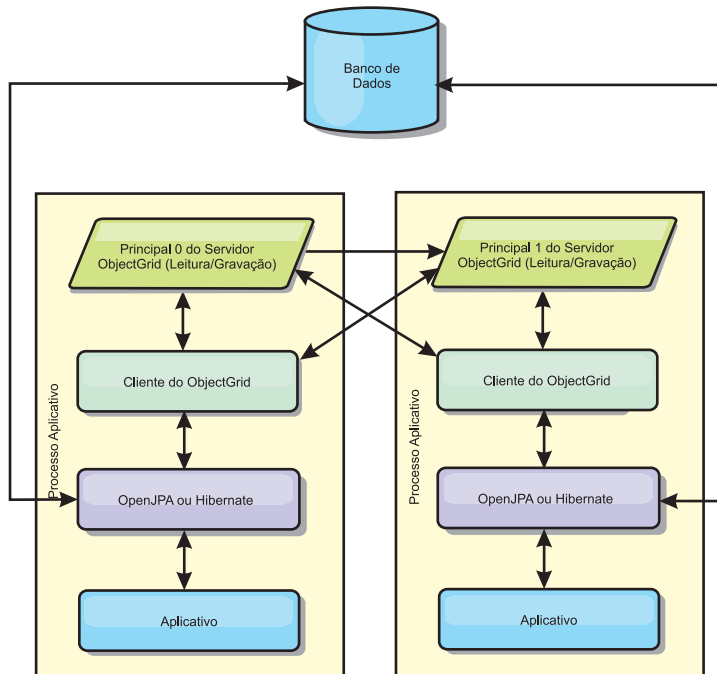 Banco de
Dados
Principal 0 do Servidor
ObjectGrid (Leitura/Gravação)
Cliente do ObjectGrid
Processo Aplicativo
OpenJPA ou Hibernate
Aplicativo
Principal 1 do Servidor
ObjectGrid (Leitura/Gravação)
Cliente do ObjectGrid
Processo Aplicativo
OpenJPA ou Hibernate
Aplicativo